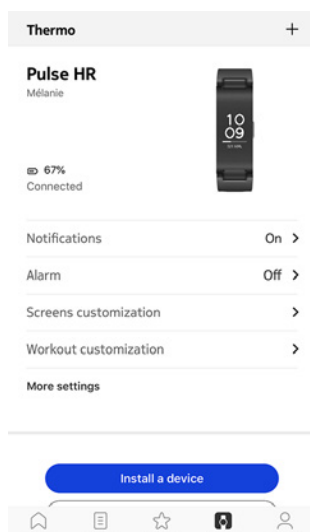 Thermo +
Pulse HR
Mélanie
10
09
67%
Connected
Notifications On
Alarm Off
Screens customization
Workout customization
More settings
Install a device